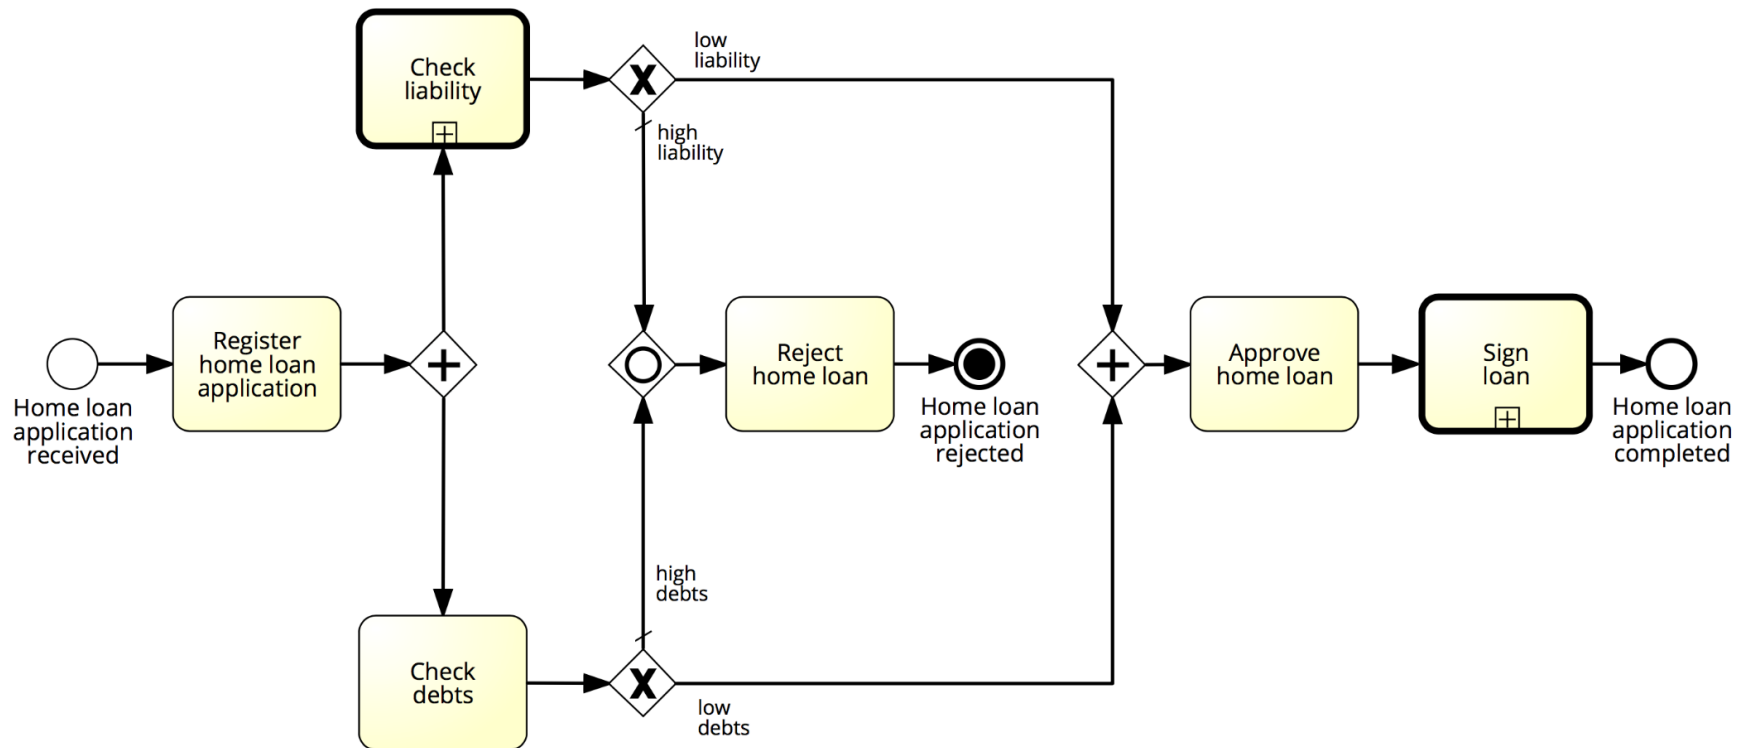 Check
liability
low
liability
high
liability
Home loan
application
received
Register
home loan
application
Reject
home loan
Home loan
application
rejected
Approve
home loan
Sign
loan
Home loan
application
completed
high
debts
Check
debts
low
debts